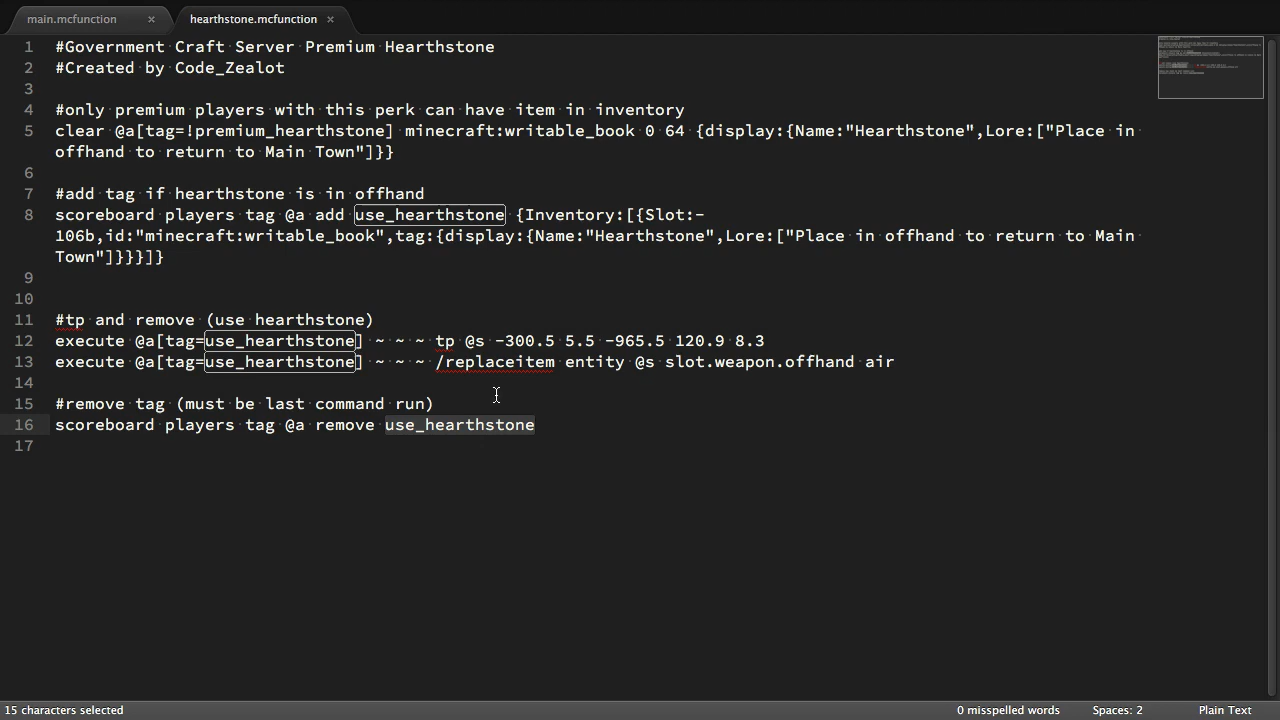 main.mcfunction × hearthstone.mcfunction ×
1 #Government Craft Server Premium Hearthstone
2 #Created by Code_Zealot
3
4 #only premium players with this perk can have item in inventory
5 clear @a[tag=!premium_hearthstone] minecraft:writable_book 0 64 {display:{Name:"Hearthstone",Lore:["Place in
offhand to return to Main Town"]}}
6
7 #add tag if hearthstone is in offhand
8 scoreboard players tag @a add use_hearthstone {Inventory:[{Slot:-
106b,id:"minecraft:writable_book",tag:{display:{Name:"Hearthstone",Lore:["Place in offhand to return to Main
Town"]}}}]}
9
10
11 #tp and remove (use hearthstone)
12 execute @a[tag=use_hearthstone] ~ ~ ~ tp @s -300.5 5.5 -965.5 120.9 8.3
13 execute @a[tag=use_hearthstone] ~ ~ ~ /replaceitem entity @s slot.weapon.offhand air
14
15 #remove tag (must be last command run)
16 scoreboard players tag @a remove use_hearthstone
17
15 characters selected 0 misspelled words Spaces: 2 Plain Text